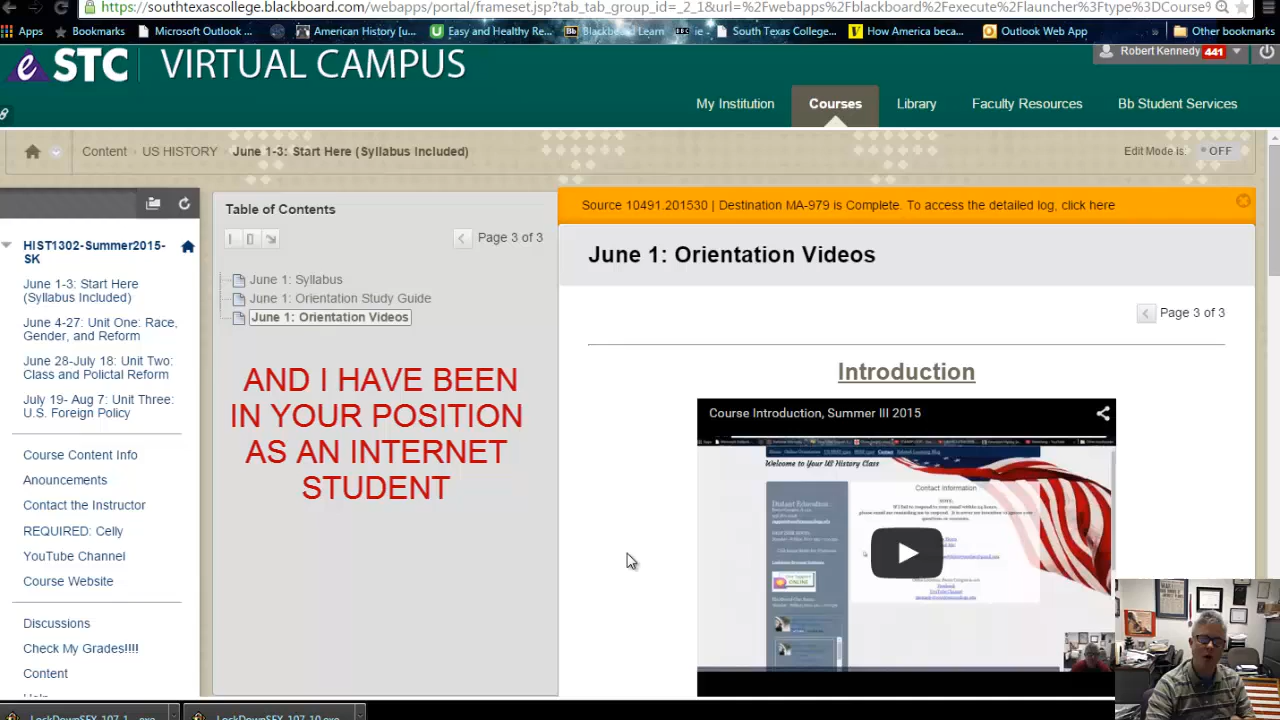 https://southtexascollege.blackboard.com/webapps/portal/frameset.jsp?tab_tab_group_id=_2_1&url=%2Fwebapps%2Fblackboard%2Fexecute%2Flauncher%3Ftype%3DCourse%
Apps
Bookmarks
Microsoft Outlook ...
American History [u...
Easy and Healthy Re...
Blackboard Learn
ie -
South Texas College...
How America beca...
Outlook Web App
Other bookmarks
e STC VIRTUAL CAMPUS
Robert Kennedy 441
My Institution
Courses
Library
Faculty Resources
Bb Student Services
Content
US HISTORY
June 1-3: Start Here (Syllabus Included)
Edit Mode is:
OFF
HIST1302-Summer2015-
SK
June 1-3: Start Here
(Syllabus Included)
June 4-27: Unit One: Race,
Gender, and Reform
June 28-July 18: Unit Two:
Class and Polictal Reform
July 19- Aug 7: Unit Three:
U.S. Foreign Policy
Course Content Info
Anouncements
Contact the Instructor
REQUIRED: Celly
YouTube Channel
Course Website
Discussions
Check My Grades!!!!
Content
Table of Contents
Page 3 of 3
June 1: Syllabus
June 1: Orientation Study Guide
June 1: Orientation Videos
AND I HAVE BEEN
IN YOUR POSITION
AS AN INTERNET
STUDENT
Source 10491.201530 | Destination MA-979 is Complete. To access the detailed log, click here
June 1: Orientation Videos
Page 3 of 3
Introduction
Course Introduction, Summer III 2015
Welcome to Your US History Class
Contact Information